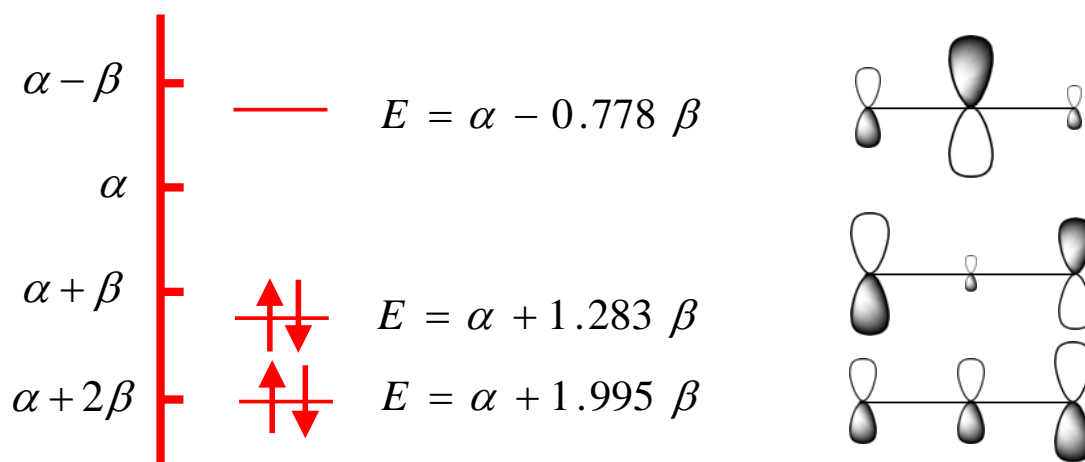 α − β
E = α − 0.778 β
α
α + β
E = α + 1.283 β
α + 2β
E = α + 1.995 β